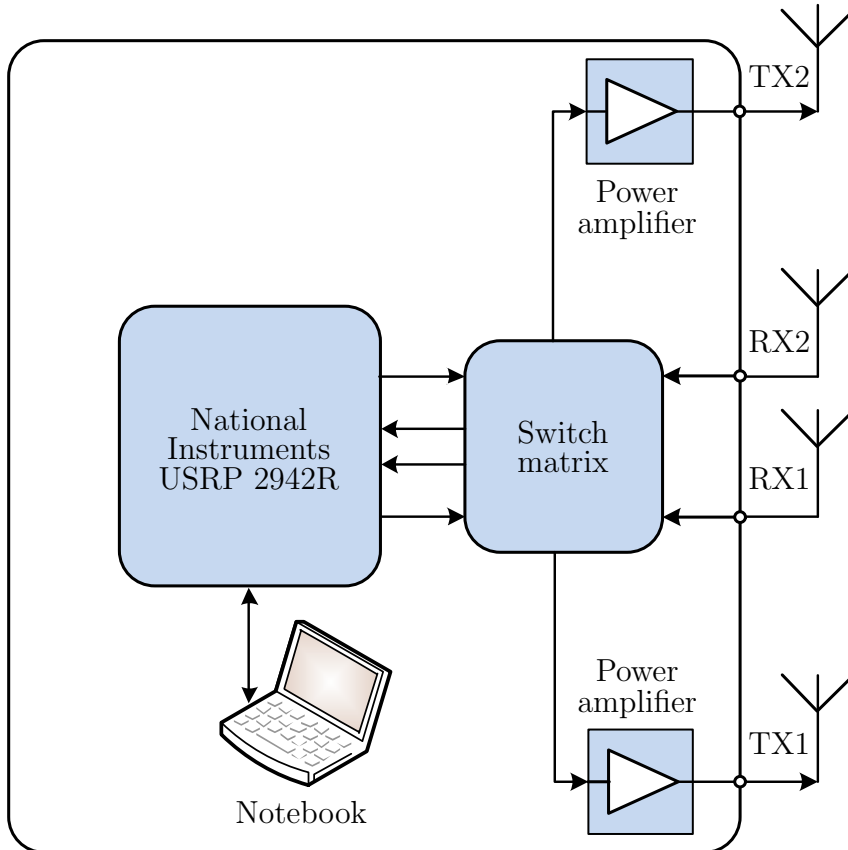 TX2
Power
amplifier
RX2
National
Instruments
USRP 2942R
Switch
matrix
RX1
Power
amplifier
TX1
Notebook